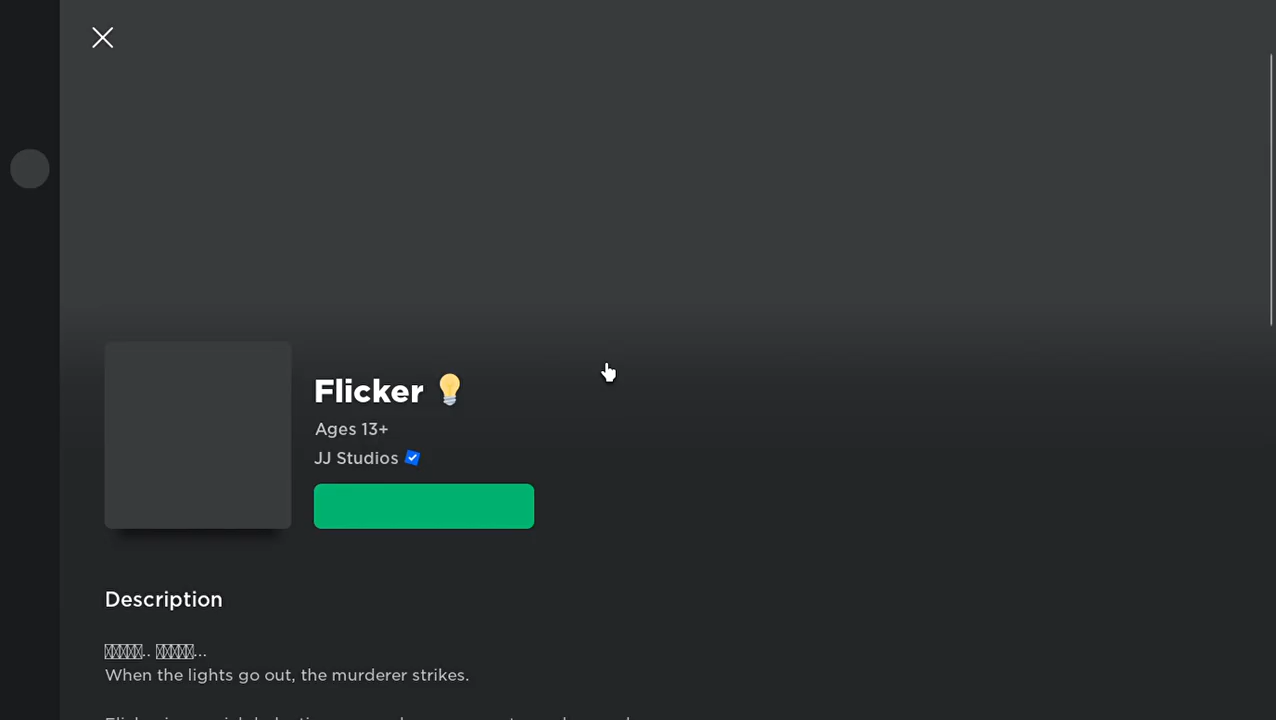 Flicker 💡
Ages 13+
JJ Studios
Description
.. ...
When the lights go out, the murderer strikes.